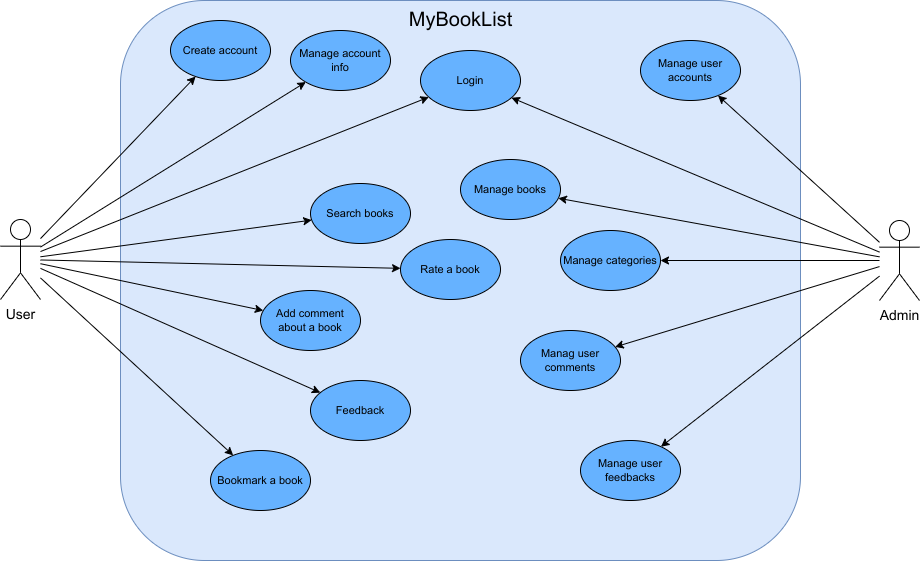 MyBookList
Create account
Manage account
info
Login
Manage user
accounts
Manage books
Search books
Manage categories
Rate a book
User
Admin
Add comment
about a book
Manag user
comments
Feedback
Manage user
feedbacks
Bookmark a book